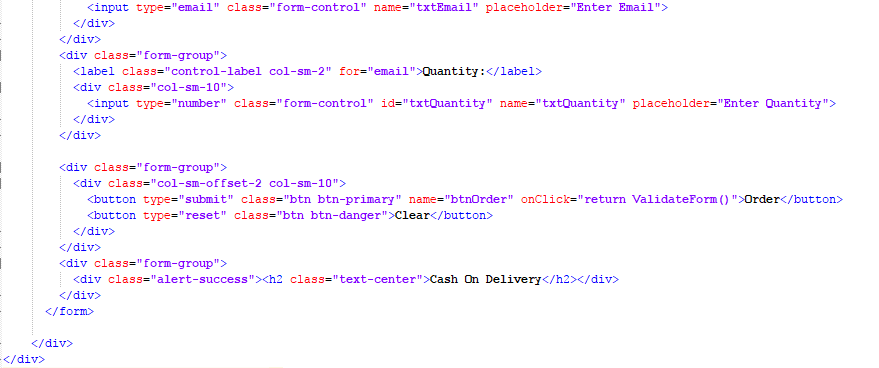 <input type="email" class="form-control" name="txtEmail" placeholder="Enter Email">
</div>
</div>
<div class="form-group">
<label class="control-label col-sm-2" for="email">Quantity:</label>
<div class="col-sm-10">
<input type="number" class="form-control" id="txtQuantity" name="txtQuantity" placeholder="Enter Quantity">
</div>
</div>
<div class="form-group">
<div class="col-sm-offset-2 col-sm-10">
<button type="submit" class="btn btn-primary" name="btnOrder" onClick="return ValidateForm()">Order</button>
<button type="reset" class="btn btn-danger">Clear</button>
</div>
</div>
<div class="form-group">
<div class="alert-success"><h2 class="text-center">Cash On Delivery</h2></div>
</div>
</form>
</div>
</div>